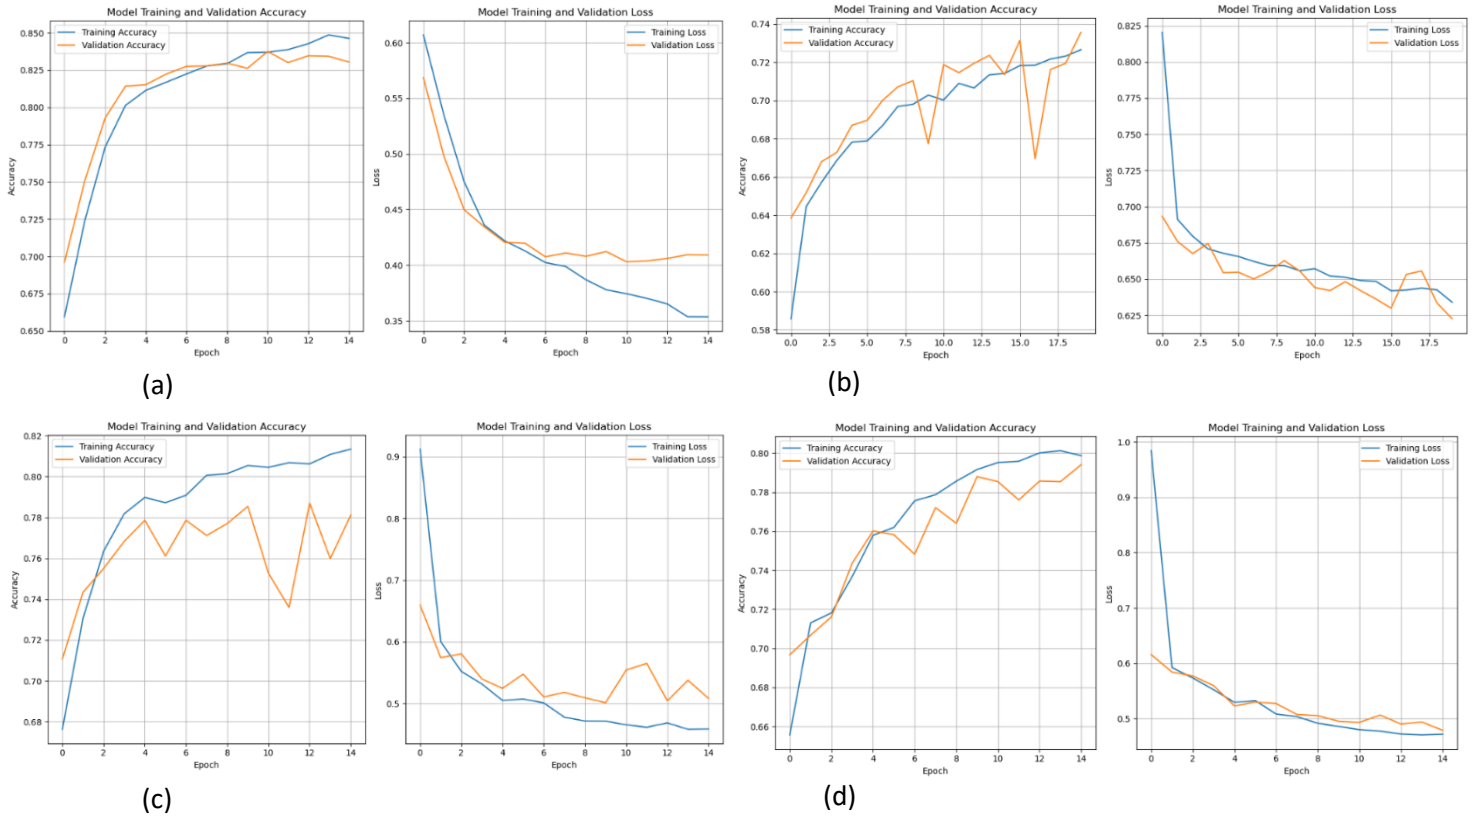 Model Training and Validation Accuracy
Training Accuracy
Validation Accuracy
0.850
0.825
0.800
0.775
0.750
0.725
0.700
0.675
0.650
Accuracy
0 2 4 6 8 10 12 14
Epoch
Model Training and Validation Loss
Training Loss
Validation Loss
0.60
0.55
0.50
0.45
0.40
0.35
Loss
0 2 4 6 8 10 12 14
Epoch
(a)
Model Training and Validation Accuracy
Training Accuracy
Validation Accuracy
0.74
0.72
0.70
0.68
0.66
0.64
0.62
0.60
0.58
Accuracy
0.0 2.5 5.0 7.5 10.0 12.5 15.0 17.5
Epoch
Model Training and Validation Loss
Training Loss
Validation Loss
0.825
0.800
0.775
0.750
0.725
0.700
0.675
0.650
0.625
Loss
0.0 2.5 5.0 7.5 10.0 12.5 15.0 17.5
Epoch
(b)
Model Training and Validation Accuracy
Training Accuracy
Validation Accuracy
0.82
0.80
0.78
0.76
0.74
0.72
0.70
0.68
Accuracy
0 2 4 6 8 10 12 14
Epoch
Model Training and Validation Loss
Training Loss
Validation Loss
0.9
0.8
0.7
0.6
0.5
Loss
0 2 4 6 8 10 12 14
Epoch
(c)
Model Training and Validation Accuracy
Training Accuracy
Validation Accuracy
0.80
0.78
0.76
0.74
0.72
0.70
0.68
0.66
Accuracy
0 2 4 6 8 10 12 14
Epoch
Model Training and Validation Loss
Training Loss
Validation Loss
1.0
0.9
0.8
0.7
0.6
0.5
Loss
0 2 4 6 8 10 12 14
Epoch
(d)